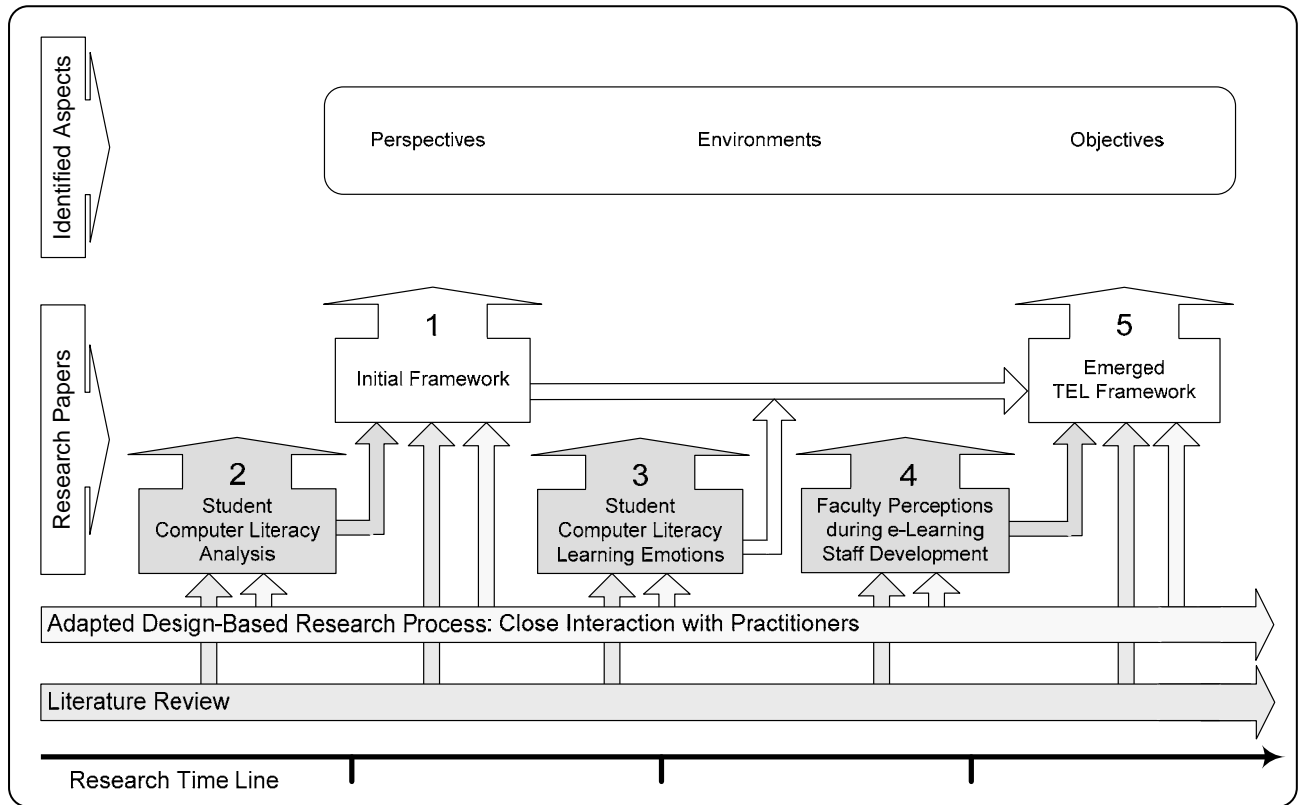 Identified Aspects
Perspectives
Environments
Objectives
Research Papers
1
Initial Framework
5
Emerged
TEL Framework
2
Student
Computer Literacy
Analysis
3
Student
Computer Literacy
Learning Emotions
4
Faculty Perceptions
during e-Learning
Staff Development
Adapted Design-Based Research Process: Close Interaction with Practitioners
Literature Review
Research Time Line